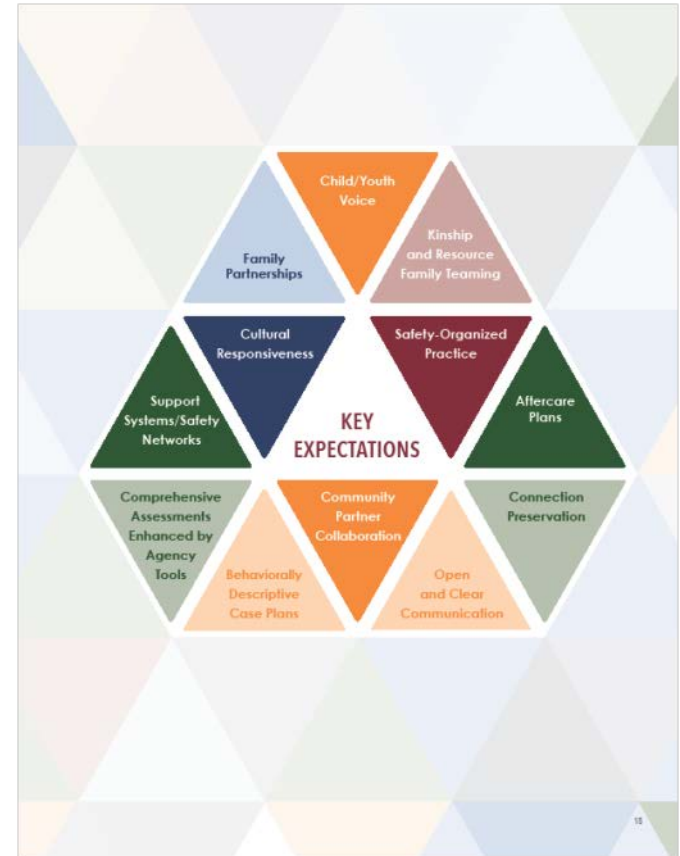 Child/Youth
Voice
Family
Partnerships
Kinship
and Resource
Family Teaming
Cultural
Responsiveness
Safety-Organized
Practice
Support
Systems/Safety
Networks
KEY
EXPECTATIONS
Aftercare
Plans
Comprehensive
Assessments
Enhanced by
Agency
Tools
Behaviorally
Descriptive
Case Plans
Community
Partner
Collaboration
Open
and Clear
Communication
Connection
Preservation